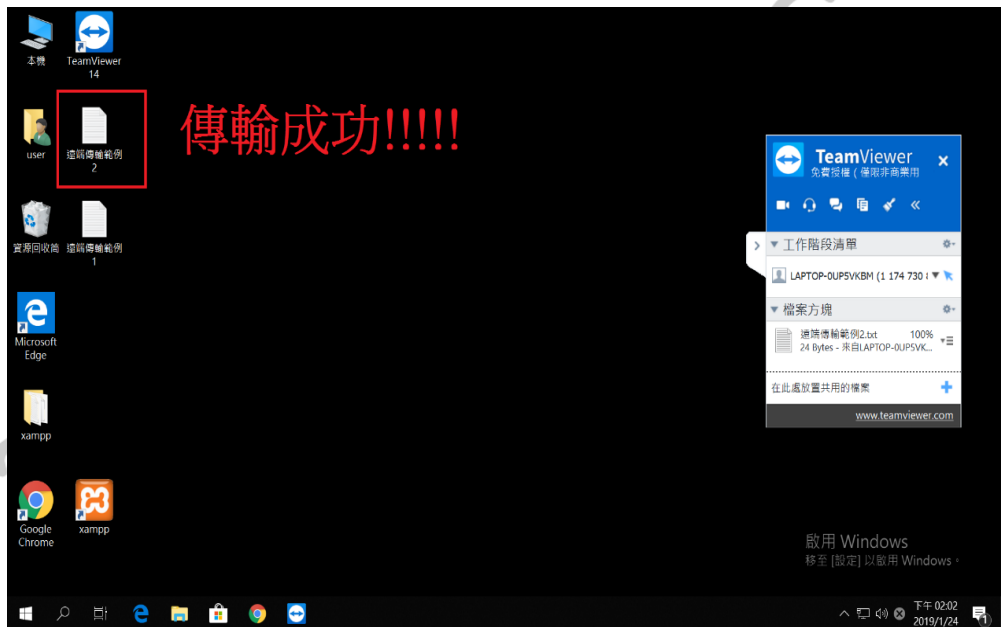 本機
TeamViewer
14
user
遠端傳輸範例
2
傳輸成功!!!!!
資源回收筒
遠端傳輸範例
1
Microsoft
Edge
xampp
Google
Chrome
xampp
TeamViewer
免費授權 ( 僅限非商業用
工作階段清單
LAPTOP-0UP5VKBM (1 174 730
檔案方塊
遠端傳輸範例2.txt 100%
24 Bytes - 來自LAPTOP-0UP5VK...
在此處放置共用的檔案
www.teamviewer.com
啟用 Windows
移至 [設定] 以啟用 Windows。
下午 02:02
2019/1/24
1